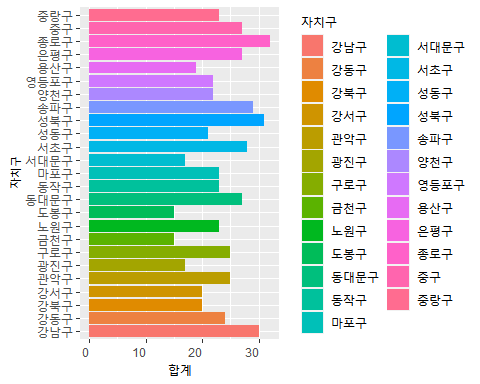 중랑구
중구
종로구
은평구
용산구
영등포구
양천구
송파구
성북구
성동구
서초구
서대문구
마포구
동작구
동대문구
도봉구
노원구
금천구
구로구
광진구
관악구
강서구
강북구
강동구
강남구
자치구
0 10 20 30
합계
자치구
강남구
강동구
강북구
강서구
관악구
광진구
구로구
금천구
노원구
도봉구
동대문구
동작구
마포구
서대문구
서초구
성동구
성북구
송파구
양천구
영등포구
용산구
은평구
종로구
중구
중랑구